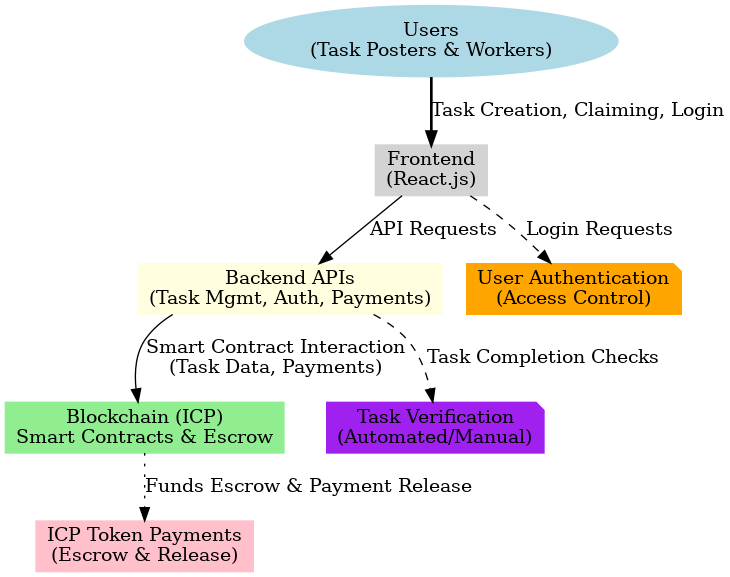 Users
(Task Posters & Workers)
Task Creation, Claiming, Login
Frontend
(React.js)
API Requests
Login Requests
Backend APIs
(Task Mgmt, Auth, Payments)
User Authentication
(Access Control)
Smart Contract Interaction
(Task Data, Payments)
Task Completion Checks
Blockchain (ICP)
Smart Contracts & Escrow
Task Verification
(Automated/Manual)
Funds Escrow & Payment Release
ICP Token Payments
(Escrow & Release)